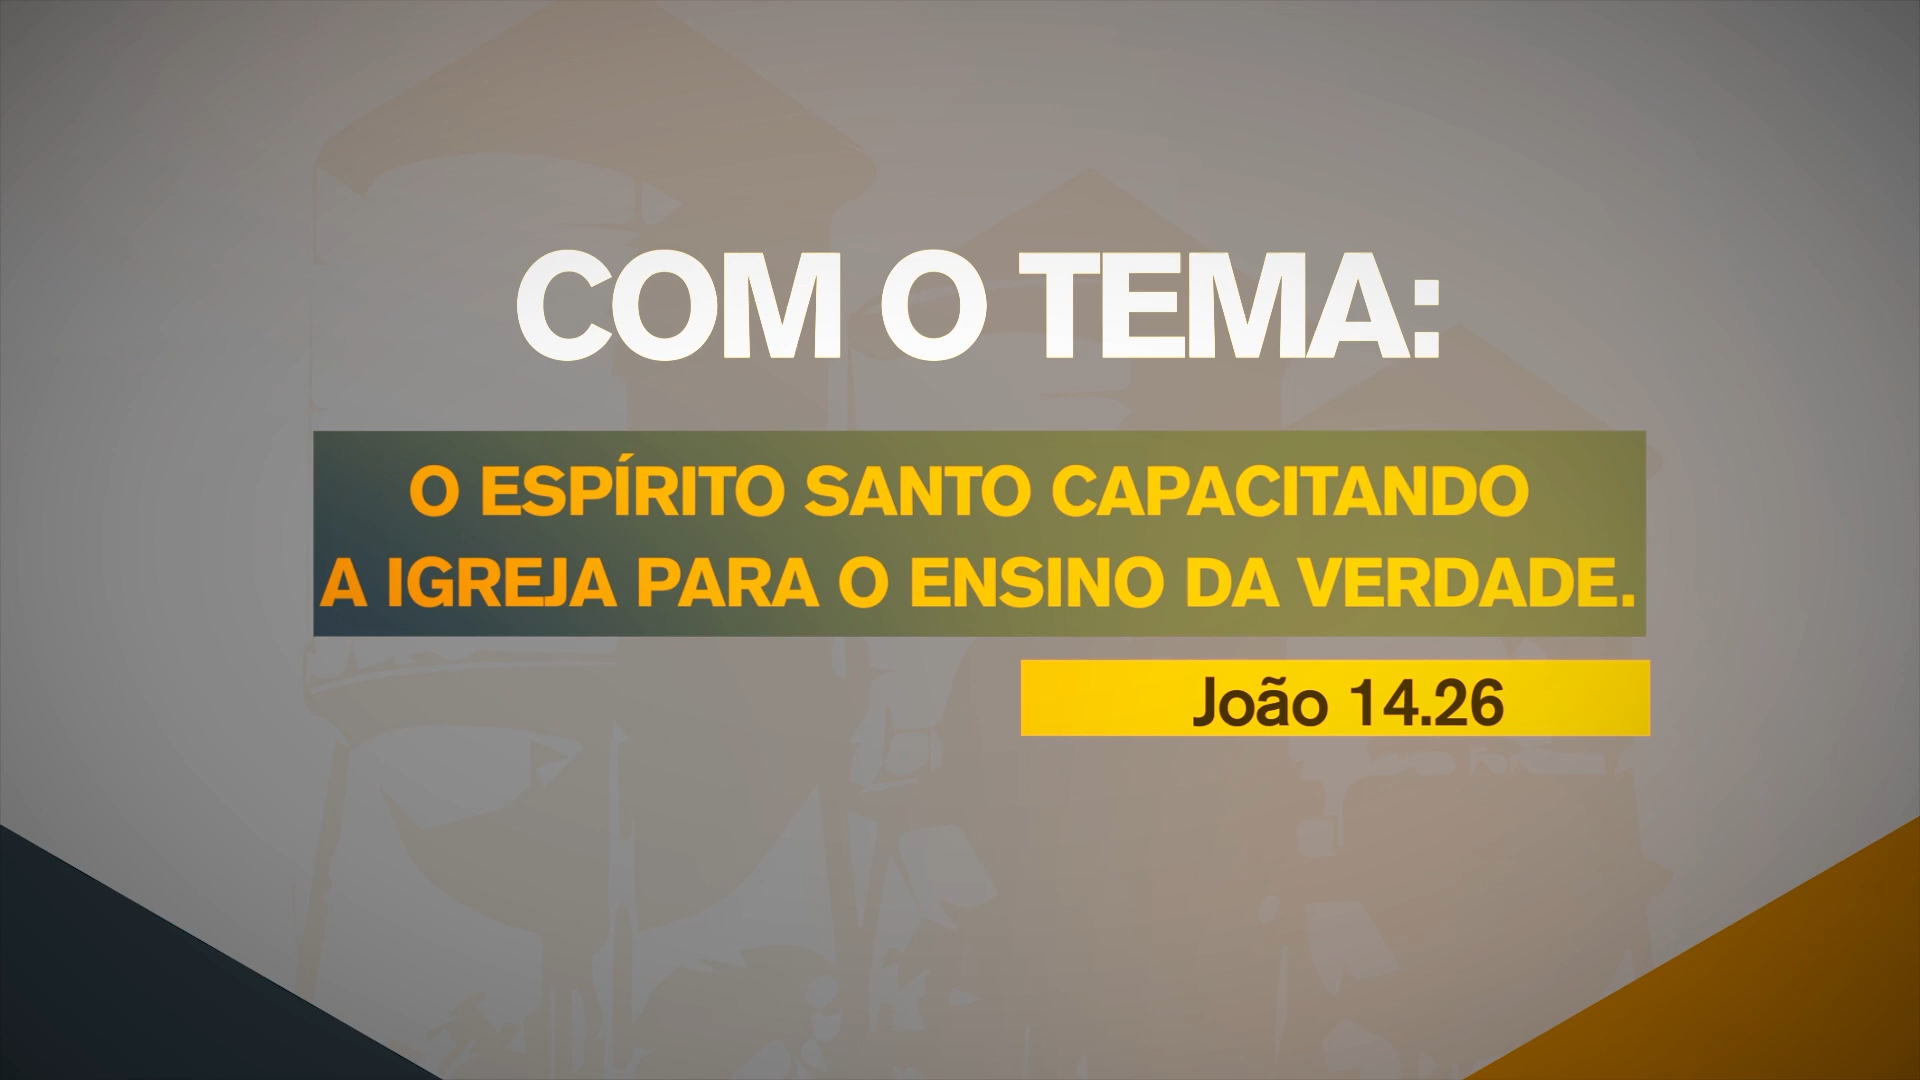 COM O TEMA:
O ESPÍRITO SANTO CAPACITANDO
A IGREJA PARA O ENSINO DA VERDADE.
João 14.26